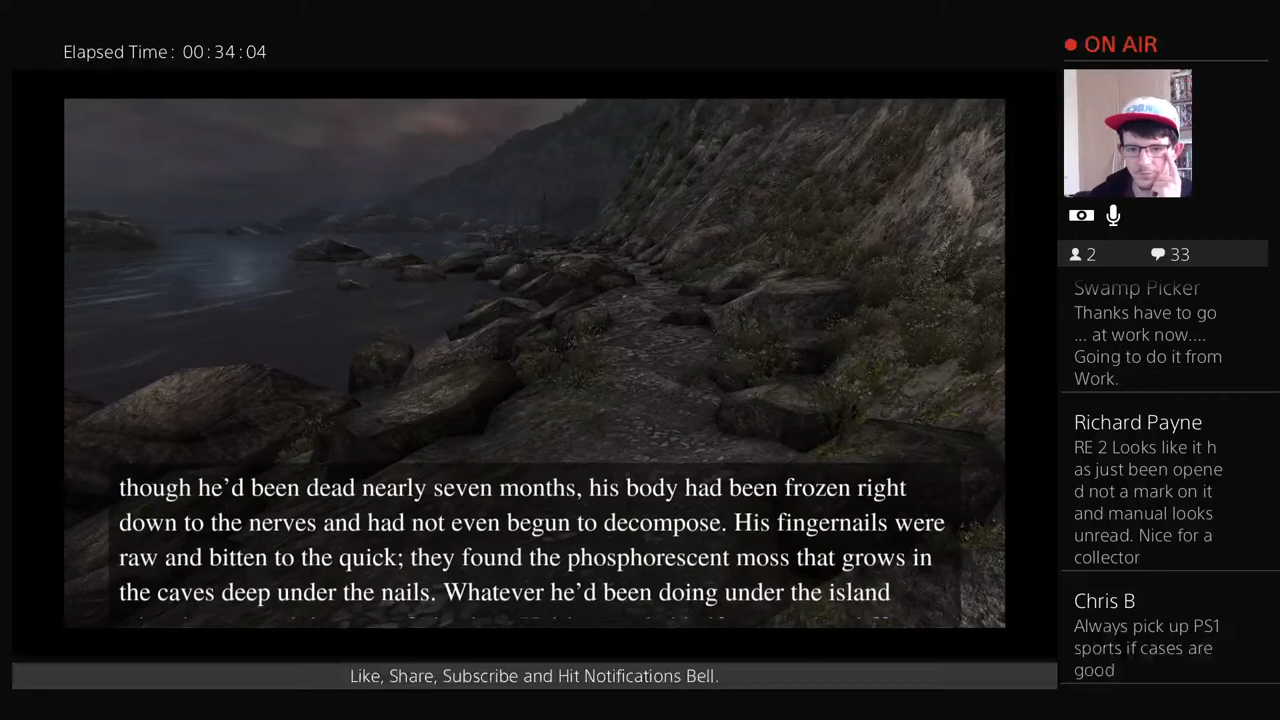 Elapsed Time: 00:34:04
ON AIR
2
33
Swamp Picker
Thanks have to go
... at work now....
Going to do it from
Work.
Richard Payne
RE 2 Looks like it h
as just been opene
d not a mark on it
and manual looks
unread. Nice for a
collector
Chris B
Always pick up PS1
sports if cases are
good
though he’d been dead nearly seven months, his body had been frozen right
down to the nerves and had not even begun to decompose. His fingernails were
raw and bitten to the quick; they found the phosphorescent moss that grows in
the caves deep under the nails. Whatever he’d been doing under the island
Like, Share, Subscribe and Hit Notifications Bell.